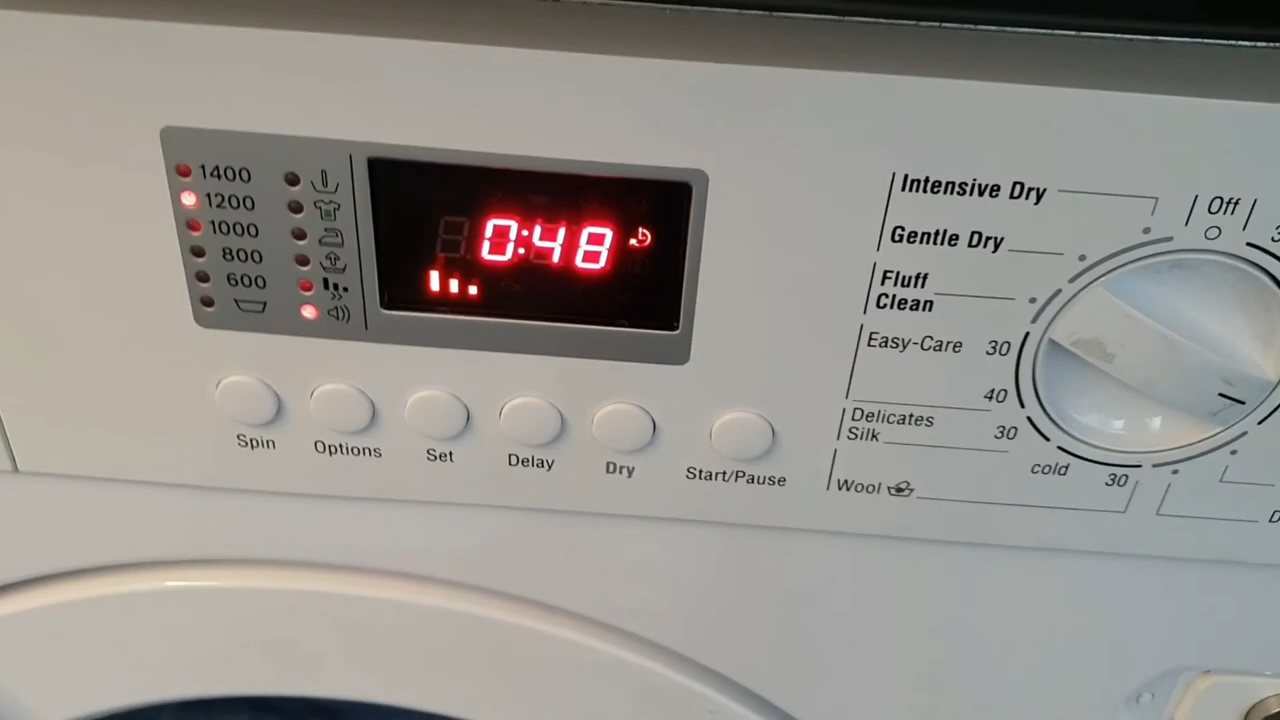 1400
1200
1000
800
600
0:48
Spin
Options
Set
Delay
Dry
Start/Pause
Intensive Dry
Gentle Dry
Fluff
Clean
Easy-Care 30
40
Delicates
Silk 30
cold
Wool 30
Off